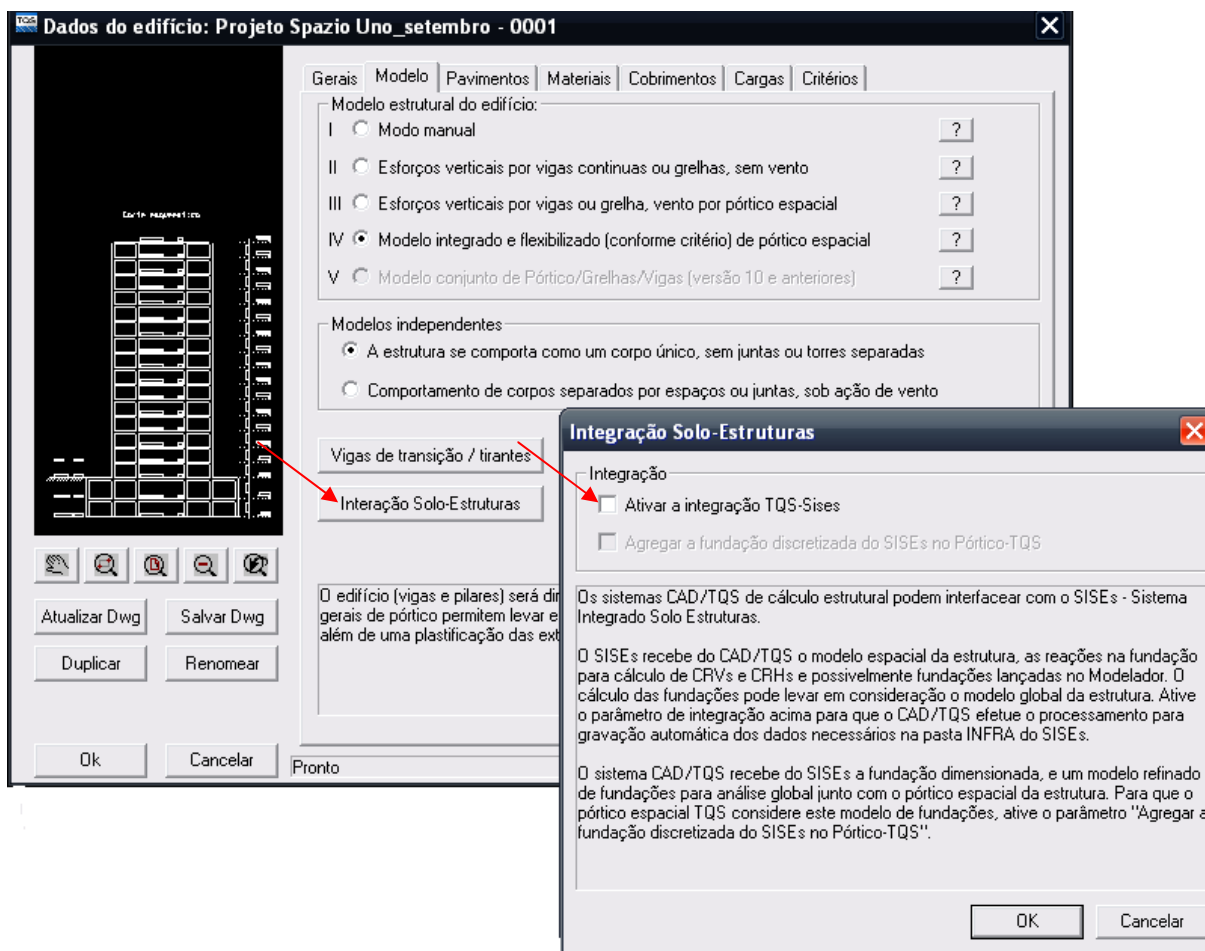 TQS Dados do edifício: Projeto Spazio Uno_setembro - 0001
Gerais Modelo Pavimentos Materiais Cobrimentos Cargas Critérios
Modelo estrutural do edifício:
I Modo manual ?
II Esforços verticais por vigas continuas ou grelhas, sem vento ?
III Esforços verticais por vigas ou grelha, vento por pórtico espacial ?
IV Modelo integrado e flexibilizado (conforme critério) de pórtico espacial ?
V Modelo conjunto de Pórtico/Grelhas/Vigas (versão 10 e anteriores) ?
Corte esquematico
Modelos independentes
A estrutura se comporta como um corpo único, sem juntas ou torres separadas
Comportamento de corpos separados por espaços ou juntas, sob ação de vento
Vigas de transição / tirantes
Interação Solo-Estruturas
O edifício (vigas e pilares) será dir
gerais de pórtico permitem levar e
além de uma plastificação das ext
Atualizar Dwg Salvar Dwg
Duplicar Renomear
Ok Cancelar
Pronto
Integração Solo-Estruturas
Integração
Ativar a integração TQS-Sises
Agregar a fundação discretizada do SISEs no Pórtico-TQS
Os sistemas CAD/TQS de cálculo estrutural podem interfacear com o SISEs - Sistema
Integrado Solo Estruturas.
O SISEs recebe do CAD/TQS o modelo espacial da estrutura, as reações na fundação
para cálculo de CRVs e CRHs e possivelmente fundações lançadas no Modelador. O
cálculo das fundações pode levar em consideração o modelo global da estrutura. Ative
o parâmetro de integração acima para que o CAD/TQS efetue o processamento para
gravação automática dos dados necessários na pasta INFRA do SISEs.
O sistema CAD/TQS recebe do SISEs a fundação dimensionada, e um modelo refinado
de fundações para análise global junto com o pórtico espacial da estrutura. Para que o
pórtico espacial TQS considere este modelo de fundações, ative o parâmetro "Agregar a
fundação discretizada do SISEs no Pórtico-TQS".
OK Cancelar